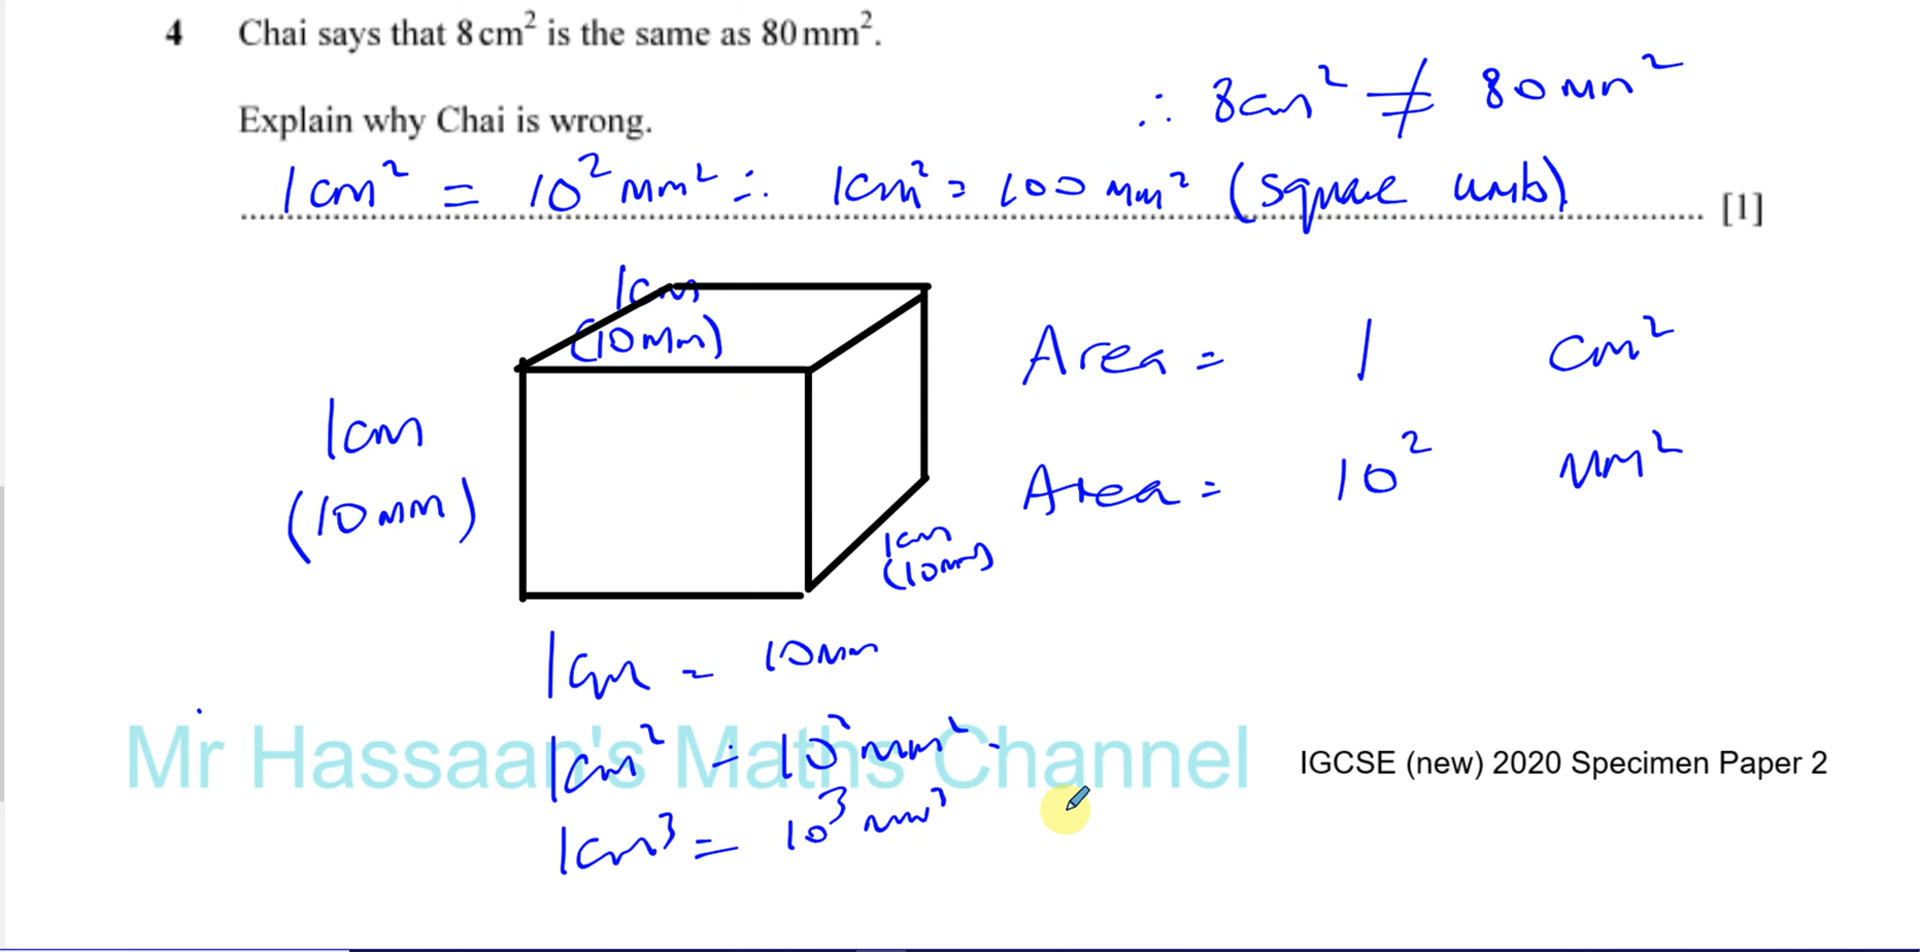 4 Chai says that 8 cm² is the same as 80 mm².
∴ 8cm² ≠ 80mm²
Explain why Chai is wrong.
1cm² = 10² mm² ∴ 1cm² = 100 mm² (square units) [1]
1cm
(10mm)
Area = 1 cm²
1cm
(10mm)
Area = 10² mm²
1cm
(10mm)
1cm = 10mm
1cm² = 10² mm²
Mr Hassaan's Maths Channel
IGCSE (new) 2020 Specimen Paper 2
1cm³ = 10³ mm³